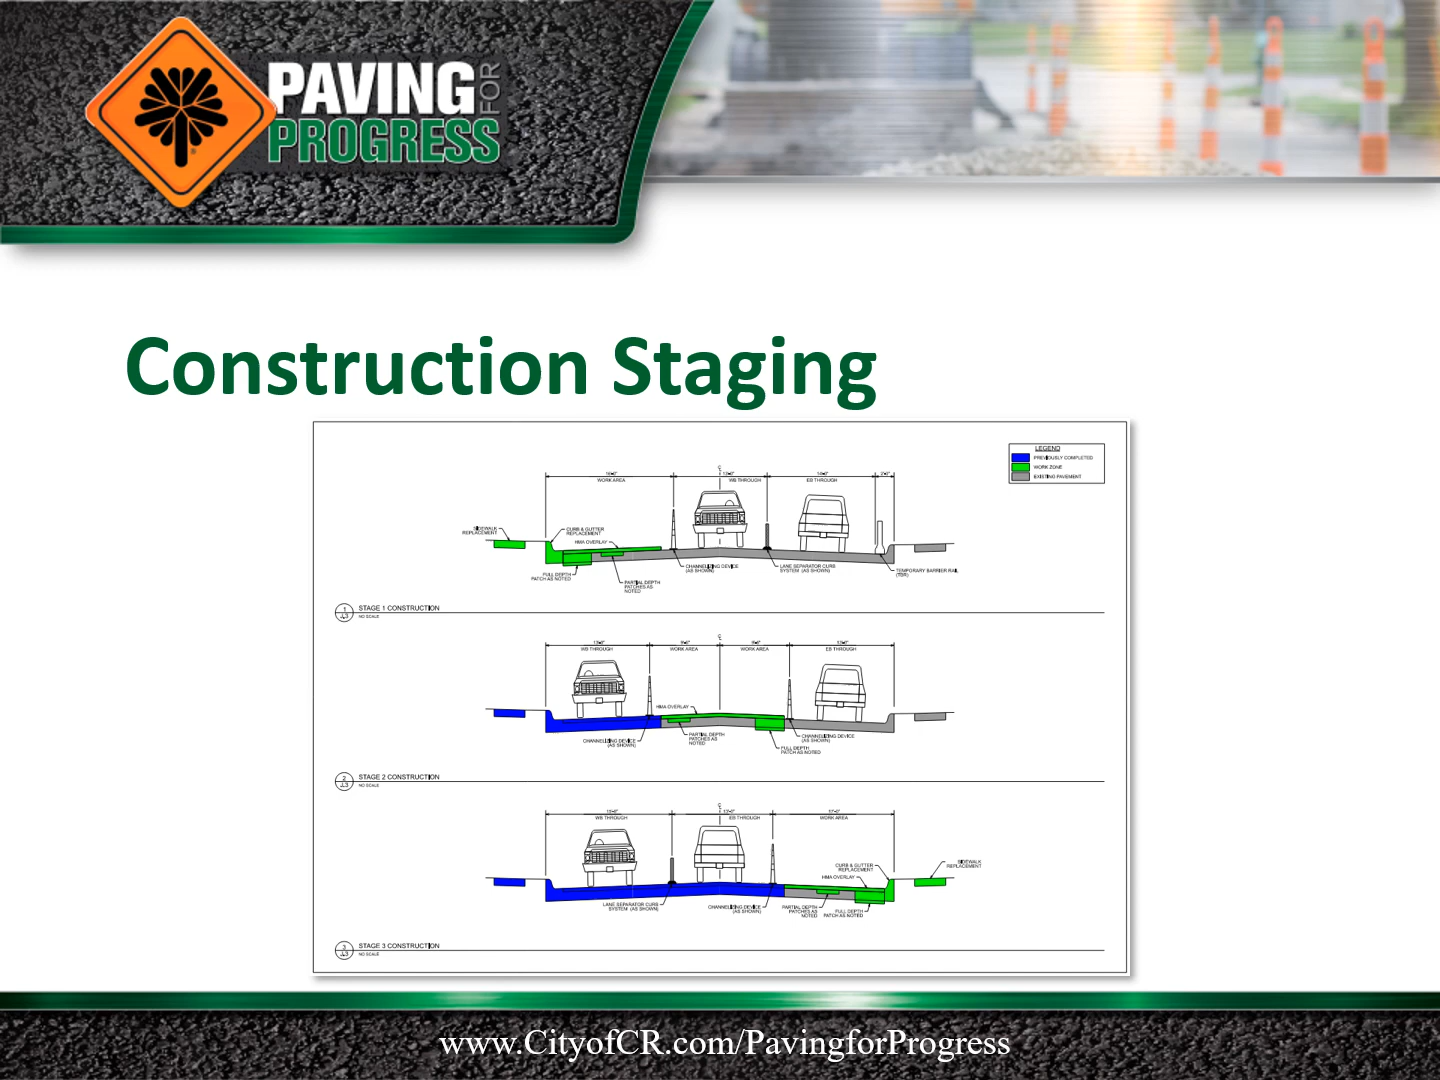 PAVING FOR
PROGRESS
Construction Staging
LEGEND
PREVIOUSLY COMPLETED
WORK ZONE
EXISTING PAVEMENT
WORK AREA
WB THROUGH
EB THROUGH
SIDEWALK
REPLACEMENT
CURB & GUTTER
REPLACEMENT
HMA OVERLAY
FULL DEPTH
PATCH AS NOTED
PARTIAL DEPTH
PATCHES AS
NOTED
CHANNELIZING DEVICE
(AS SHOWN)
LANE SEPARATOR CURB
SYSTEM (AS SHOWN)
TEMPORARY BARRIER RAIL
(TBR)
1
STAGE 1 CONSTRUCTION
NO SCALE
WB THROUGH
WORK AREA
WORK AREA
EB THROUGH
HMA OVERLAY
CHANNELIZING DEVICE
(AS SHOWN)
PARTIAL DEPTH
PATCHES AS
NOTED
CHANNELIZING DEVICE
(AS SHOWN)
FULL DEPTH
PATCH AS NOTED
2
STAGE 2 CONSTRUCTION
NO SCALE
WB THROUGH
EB THROUGH
WORK AREA
CURB & GUTTER
REPLACEMENT
HMA OVERLAY
SIDEWALK
REPLACEMENT
LANE SEPARATOR CURB
SYSTEM (AS SHOWN)
CHANNELIZING DEVICE
(AS SHOWN)
PARTIAL DEPTH
PATCHES AS
NOTED
FULL DEPTH
PATCH AS NOTED
3
STAGE 3 CONSTRUCTION
NO SCALE
www.CityofCR.com/PavingforProgress